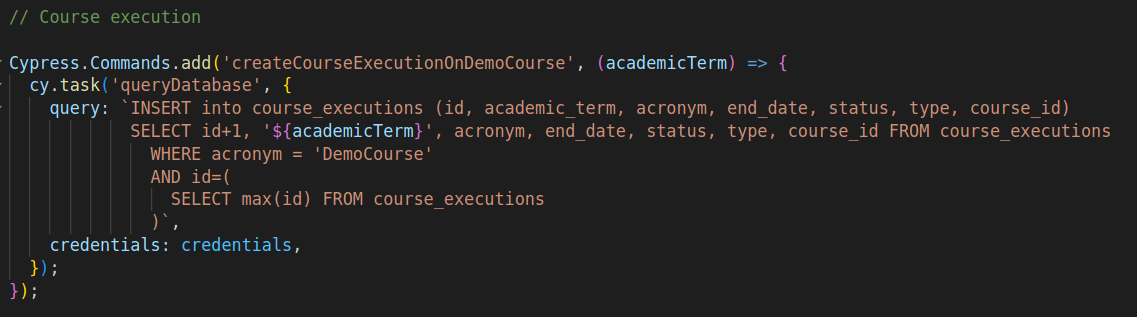 // Course execution
Cypress.Commands.add('createCourseExecutionOnDemoCourse', (academicTerm) => {
cy.task('queryDatabase', {
query: `INSERT into course_executions (id, academic_term, acronym, end_date, status, type, course_id)
SELECT id+1, '${academicTerm}', acronym, end_date, status, type, course_id FROM course_executions
WHERE acronym = 'DemoCourse'
AND id=(
SELECT max(id) FROM course_executions
)`,
credentials: credentials,
});
});